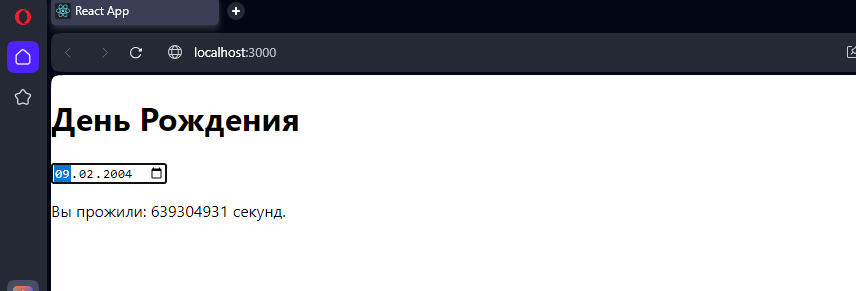 React App
localhost:3000
День Рождения
09.02.2004
Вы прожили: 639304931 секунд.